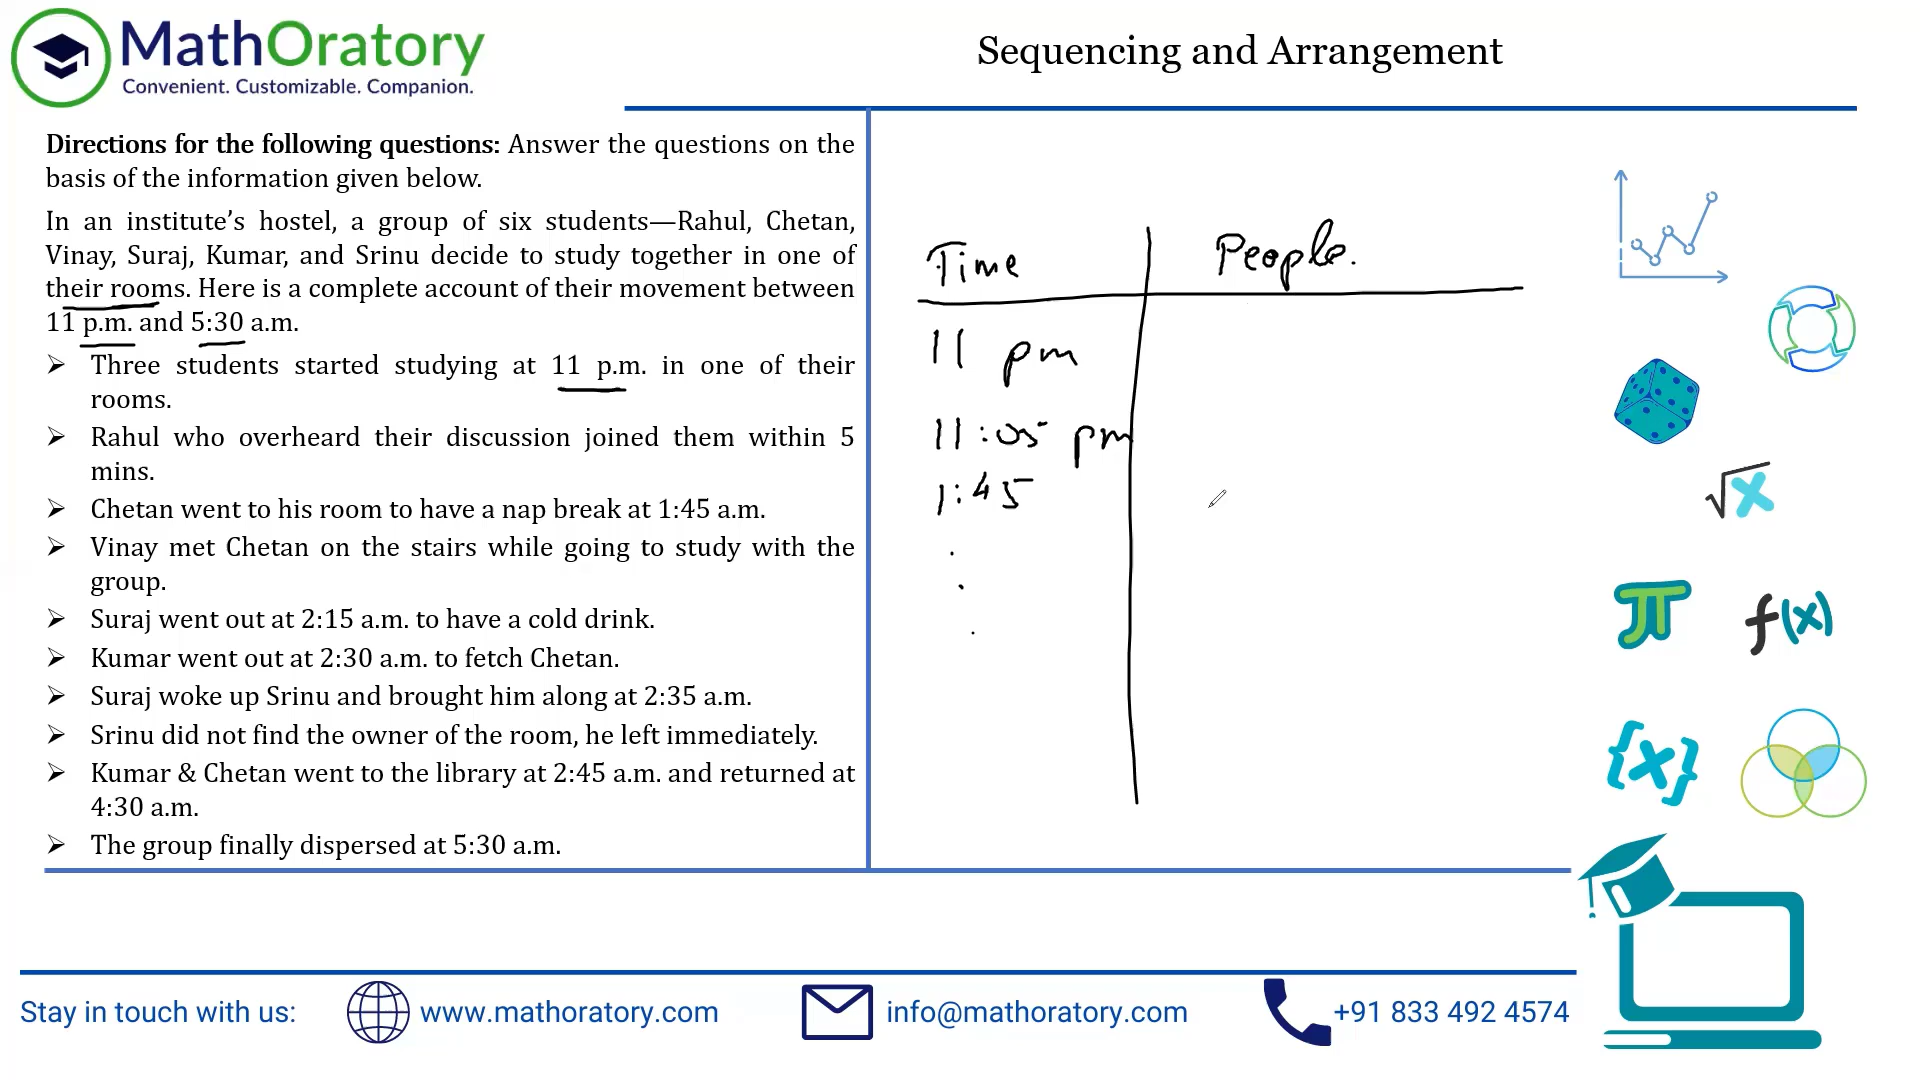 MathOratory
Convenient. Customizable. Companion.
Sequencing and Arrangement
Directions for the following questions: Answer the questions on the
basis of the information given below.
In an institute's hostel, a group of six students—Rahul, Chetan,
Vinay, Suraj, Kumar, and Srinu decide to study together in one of
their rooms. Here is a complete account of their movement between
11 p.m. and 5:30 a.m.
➢ Three students started studying at 11 p.m. in one of their
rooms.
➢ Rahul who overheard their discussion joined them within 5
mins.
➢ Chetan went to his room to have a nap break at 1:45 a.m.
➢ Vinay met Chetan on the stairs while going to study with the
group.
➢ Suraj went out at 2:15 a.m. to have a cold drink.
➢ Kumar went out at 2:30 a.m. to fetch Chetan.
➢ Suraj woke up Srinu and brought him along at 2:35 a.m.
➢ Srinu did not find the owner of the room, he left immediately.
➢ Kumar & Chetan went to the library at 2:45 a.m. and returned at
4:30 a.m.
➢ The group finally dispersed at 5:30 a.m.
Time People.
11 pm
11:05 pm
1:45
.
.
.
√x
π f(x)
{x}
Stay in touch with us: www.mathoratory.com info@mathoratory.com +91 833 492 4574